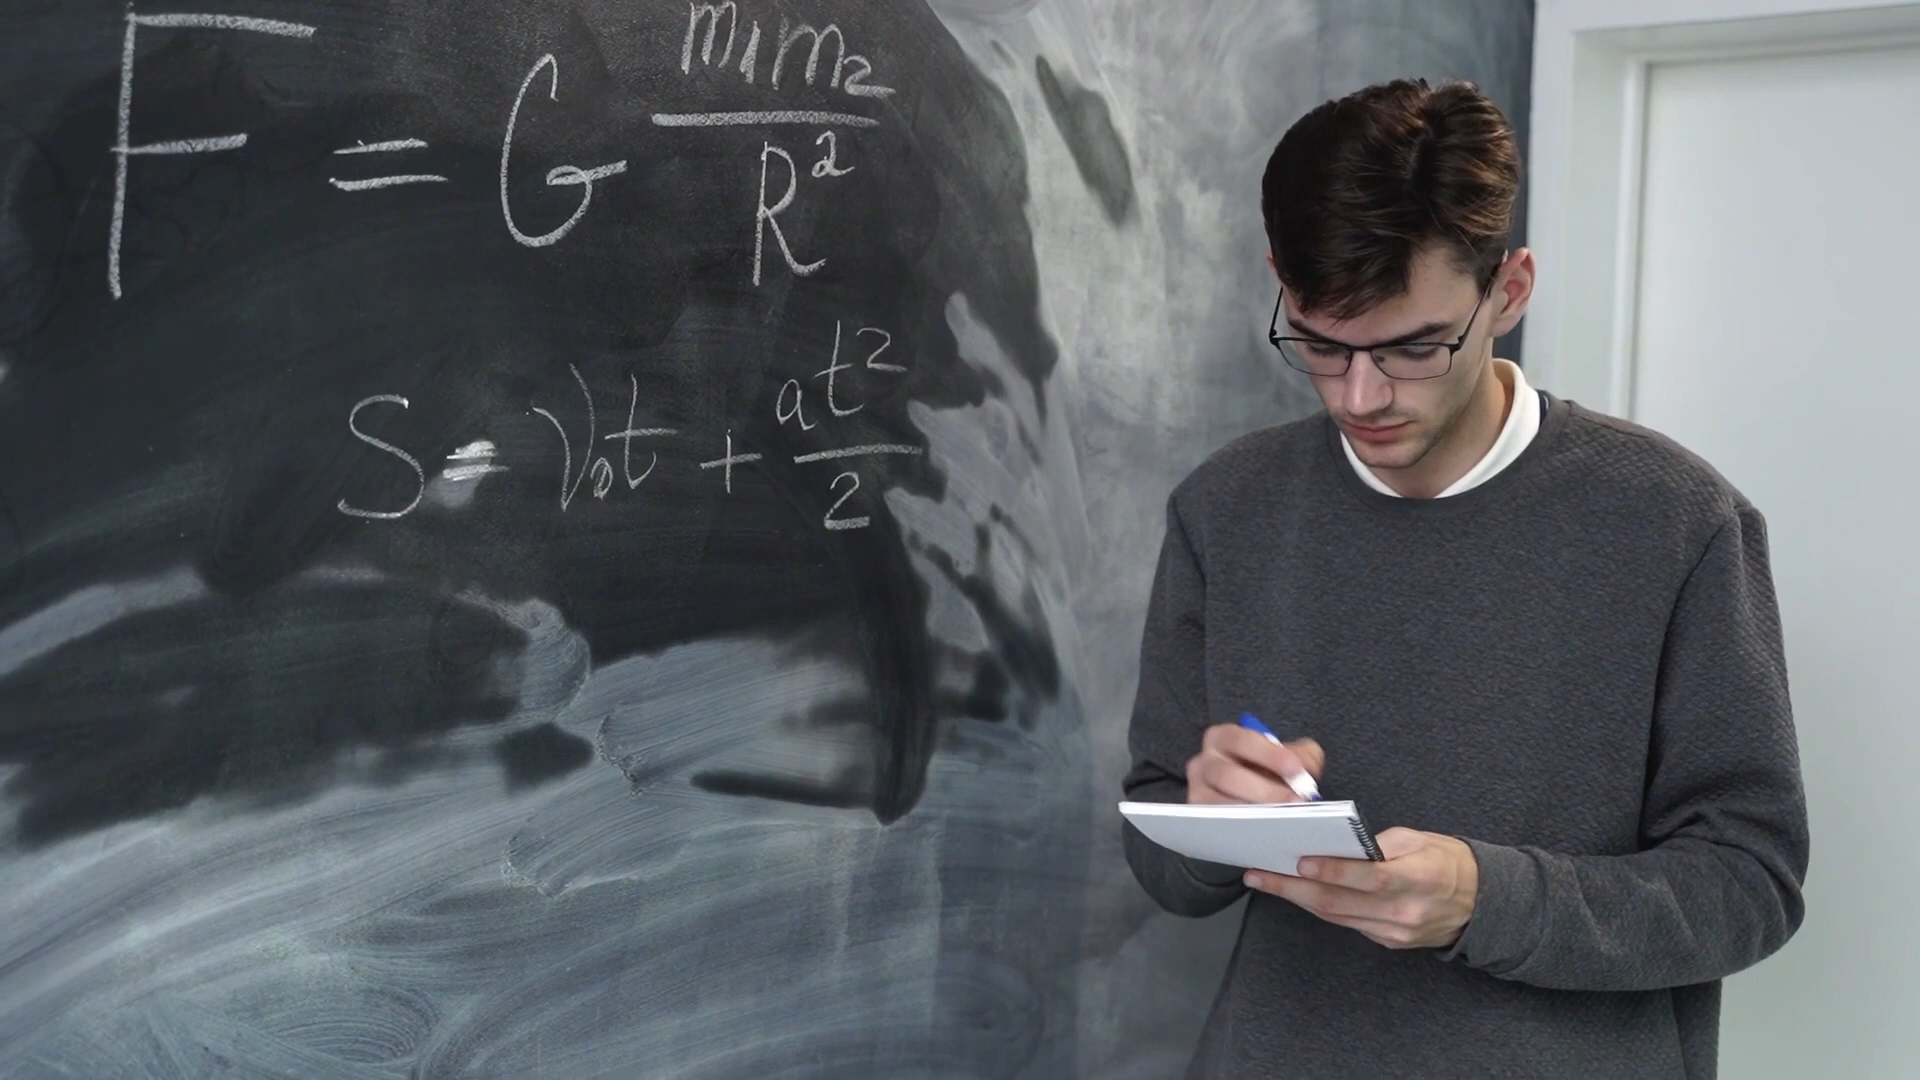 F = G m₁m₂/R²
S = V₀t + at²/2